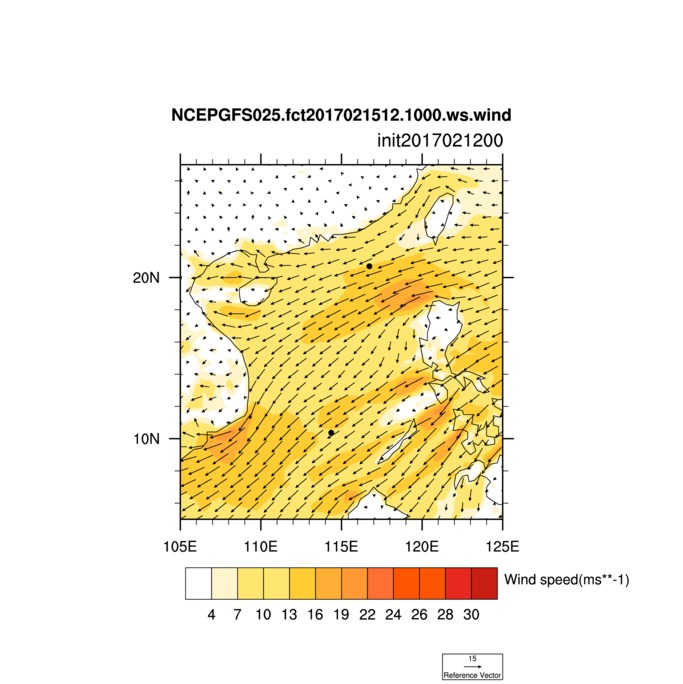 NCEPGFS025.fct2017021512.1000.ws.wind
init2017021200
20N
10N
105E 110E 115E 120E 125E
Wind speed(ms**-1)
4 7 10 13 16 19 22 24 26 28 30
15
Reference Vector